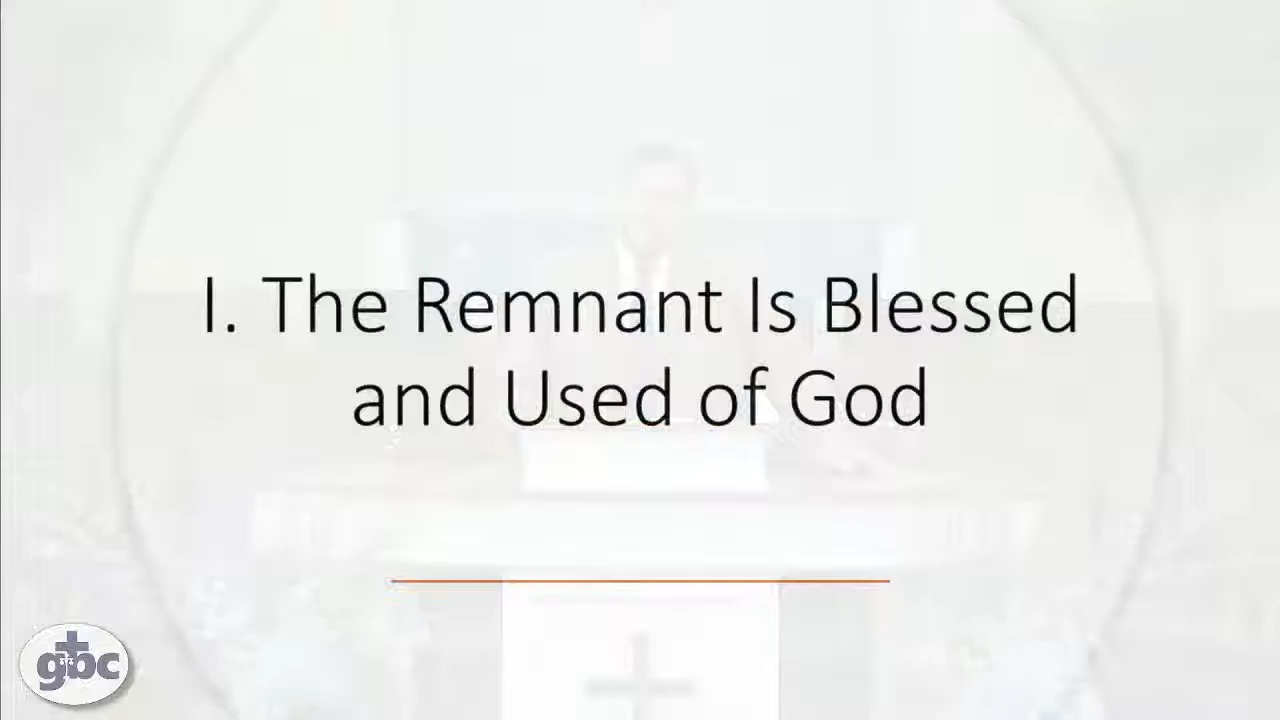 I. The Remnant Is Blessed
and Used of God
gbc